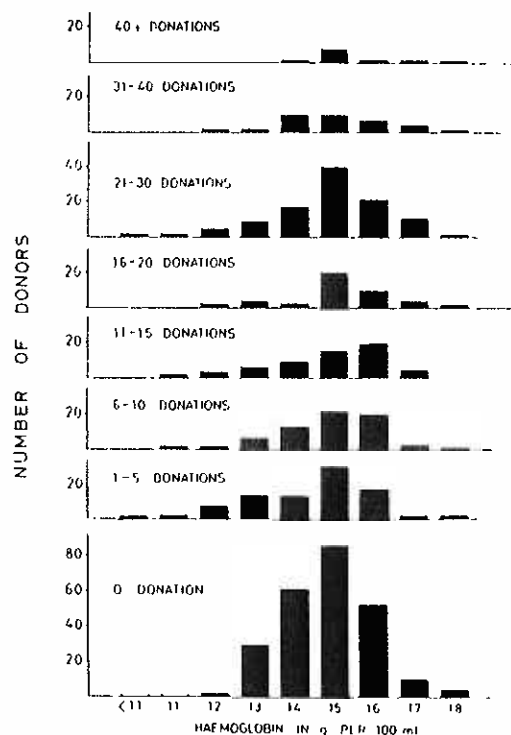 40+ DONATIONS
20
31-40 DONATIONS
20
21-30 DONATIONS
40
20
16-20 DONATIONS
20
11-15 DONATIONS
20
6-10 DONATIONS
20
1-5 DONATIONS
20
0 DONATION
80
60
40
20
NUMBER OF DONORS
<11 11 12 13 14 15 16 17 18
HAEMOGLOBIN IN g PER 100 ml